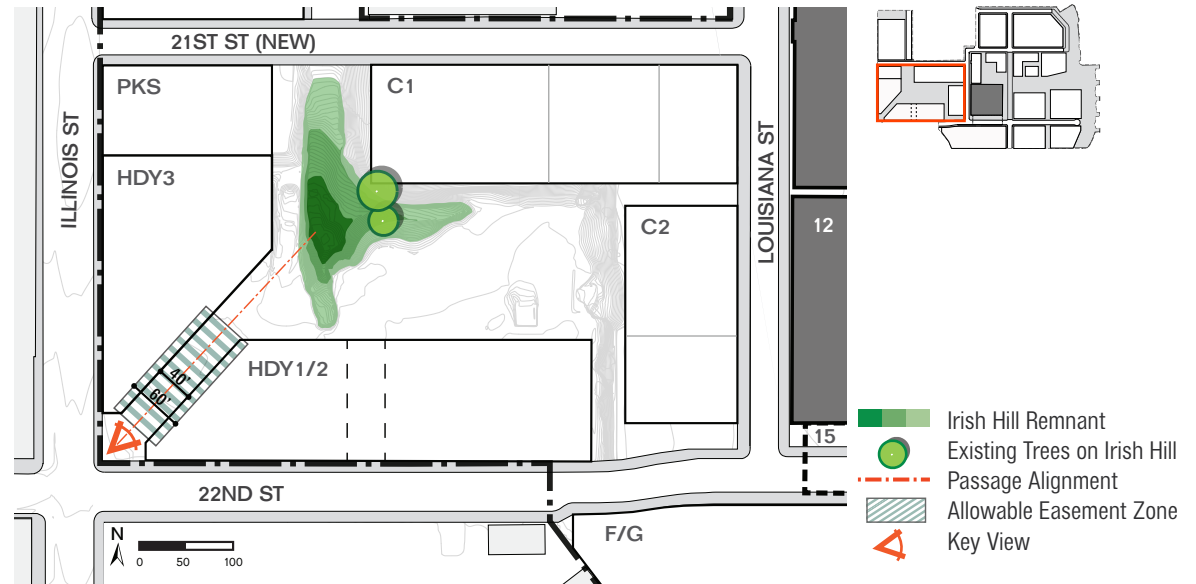 21ST ST (NEW)
PKS
C1
ILLINOIS ST
HDY3
LOUISIANA ST
C2
12
HDY1/2
40'
60'
15
22ND ST
F/G
N
0 50 100
Irish Hill Remnant
Existing Trees on Irish Hill
Passage Alignment
Allowable Easement Zone
Key View